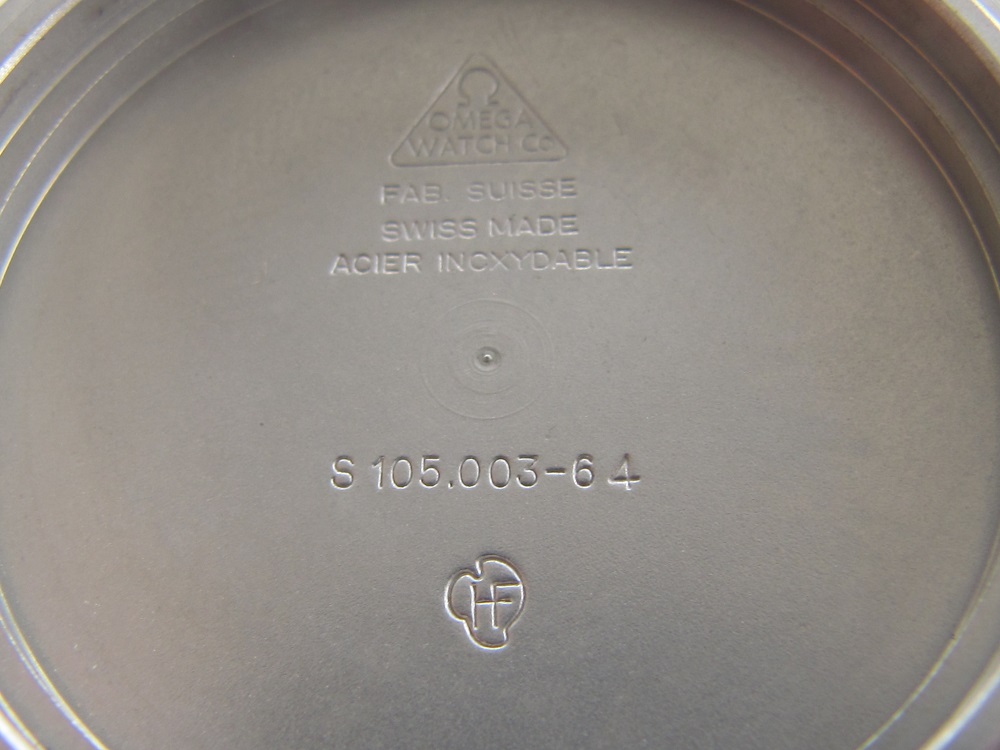 Ω
OMEGA
WATCH Co
FAB. SUISSE
SWISS MADE
ACIER INOXYDABLE
S 105.003-64
HF